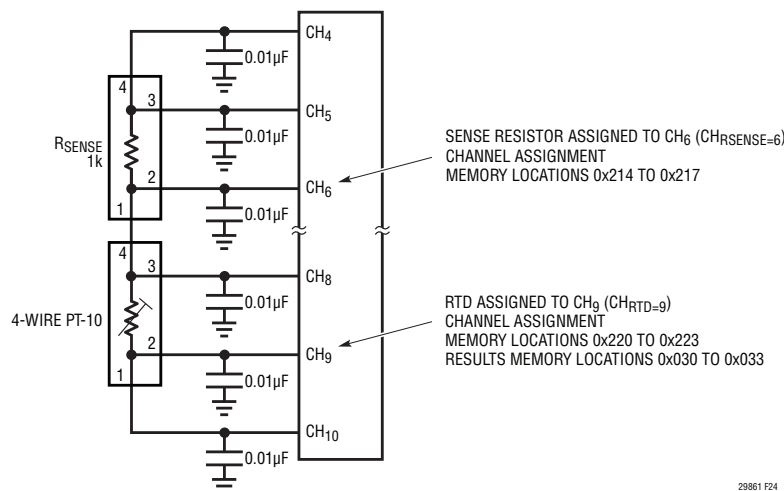 CH4
0.01µF
4
3
CH5
RSENSE
1k
0.01µF
2
CH6
1
0.01µF
SENSE RESISTOR ASSIGNED TO CH6 (CHRSENSE=6)
CHANNEL ASSIGNMENT
MEMORY LOCATIONS 0x214 TO 0x217
4
3
CH8
4-WIRE PT-10
0.01µF
2
CH9
1
0.01µF
RTD ASSIGNED TO CH9 (CHRTD=9)
CHANNEL ASSIGNMENT
MEMORY LOCATIONS 0x220 TO 0x223
RESULTS MEMORY LOCATIONS 0x030 TO 0x033
CH10
0.01µF
29861 F24